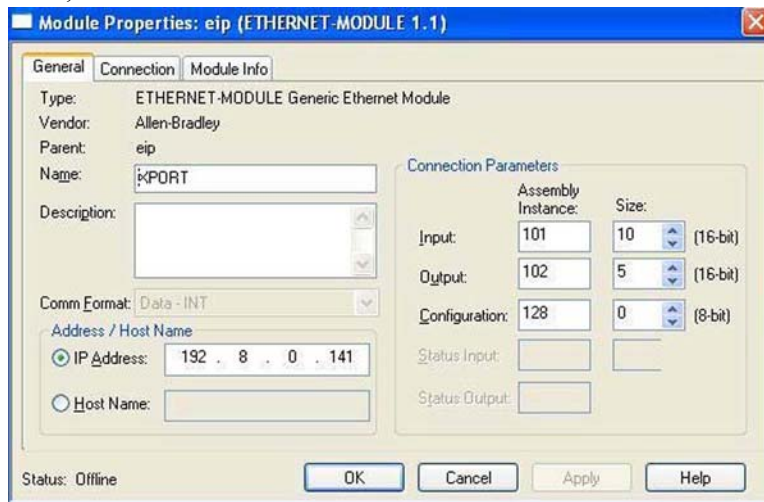 Module Properties: eip (ETHERNET-MODULE 1.1)
General Connection Module Info
Type: ETHERNET-MODULE Generic Ethernet Module
Vendor: Allen-Bradley
Parent: eip
Name: XPORT
Description:
Comm Format: Data - INT
Address / Host Name
IP Address: 192 . 8 . 0 . 141
Host Name:
Connection Parameters
Assembly Instance: Size:
Input: 101 10 (16-bit)
Output: 102 5 (16-bit)
Configuration: 128 0 (8-bit)
Status Input:
Status Output:
Status: Offline
OK Cancel Apply Help